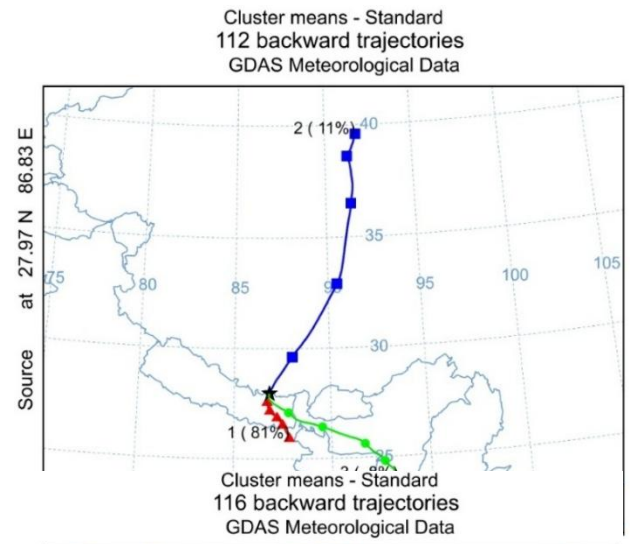 Cluster means - Standard
112 backward trajectories
GDAS Meteorological Data
Source at 27.97 N 86.83 E
2 ( 11%) 40
35
75 80 85 90 95 100 105
30
1 ( 81%)
25
Cluster means - Standard
116 backward trajectories
GDAS Meteorological Data